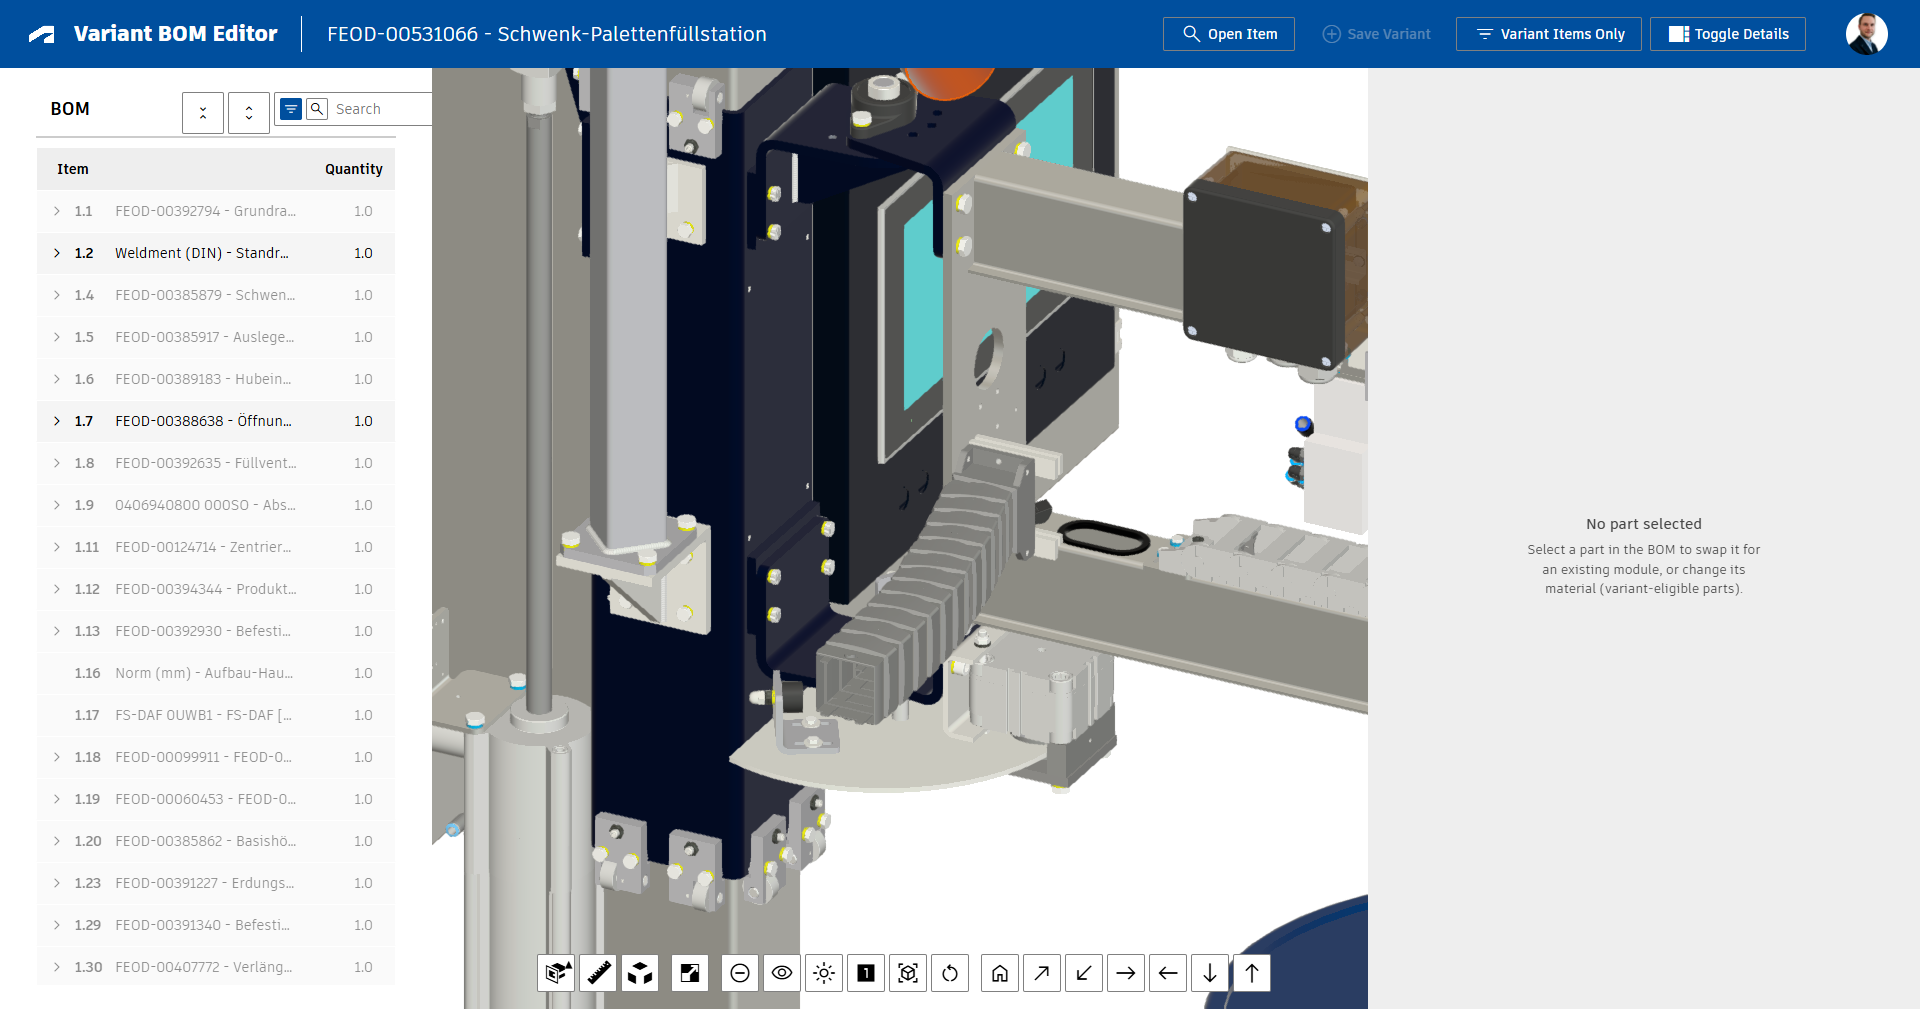 Variant BOM Editor
FEOD-00531066 - Schwenk-Palettenfüllstation
Open Item
Save Variant
Variant Items Only
Toggle Details
BOM
Search
Item Quantity
1.1 FEOD-00392794 - Grundra... 1.0
1.2 Weldment (DIN) - Standr... 1.0
1.4 FEOD-00385879 - Schwen... 1.0
1.5 FEOD-00385917 - Auslege... 1.0
1.6 FEOD-00389183 - Hubein... 1.0
1.7 FEOD-00388638 - Öffnun... 1.0
1.8 FEOD-00392635 - Füllvent... 1.0
1.9 0406940800 000SO - Abs... 1.0
1.11 FEOD-00124714 - Zentrier... 1.0
1.12 FEOD-00394344 - Produkt... 1.0
1.13 FEOD-00392930 - Befesti... 1.0
1.16 Norm (mm) - Aufbau-Hau... 1.0
1.17 FS-DAF 0UWB1 - FS-DAF [... 1.0
1.18 FEOD-00099911 - FEOD-0... 1.0
1.19 FEOD-00060453 - FEOD-0... 1.0
1.20 FEOD-00385862 - Basishö... 1.0
1.23 FEOD-00391227 - Erdungs... 1.0
1.29 FEOD-00391340 - Befesti... 1.0
1.30 FEOD-00407772 - Verläng... 1.0
No part selected
Select a part in the BOM to swap it for
an existing module, or change its
material (variant-eligible parts).
1